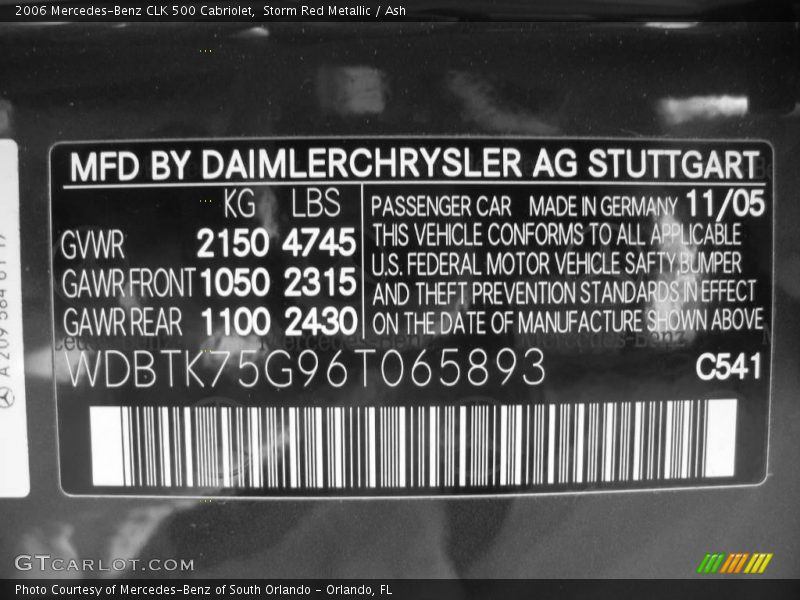 2006 Mercedes-Benz CLK 500 Cabriolet,  Storm Red Metallic / Ash
MFD BY DAIMLERCHRYSLER AG STUTTGART
KG LBS
GVWR 2150 4745
GAWR FRONT 1050 2315
GAWR REAR 1100 2430
PASSENGER CAR MADE IN GERMANY 11/05
THIS VEHICLE CONFORMS TO ALL APPLICABLE
U.S. FEDERAL MOTOR VEHICLE SAFTY,BUMPER
AND THEFT PREVENTION STANDARDS IN EFFECT
ON THE DATE OF MANUFACTURE SHOWN ABOVE
WDBTK75G96T065893 C541
A 209 584
GTCARLOT.COM
Photo Courtesy of Mercedes-Benz of South Orlando - Orlando, FL